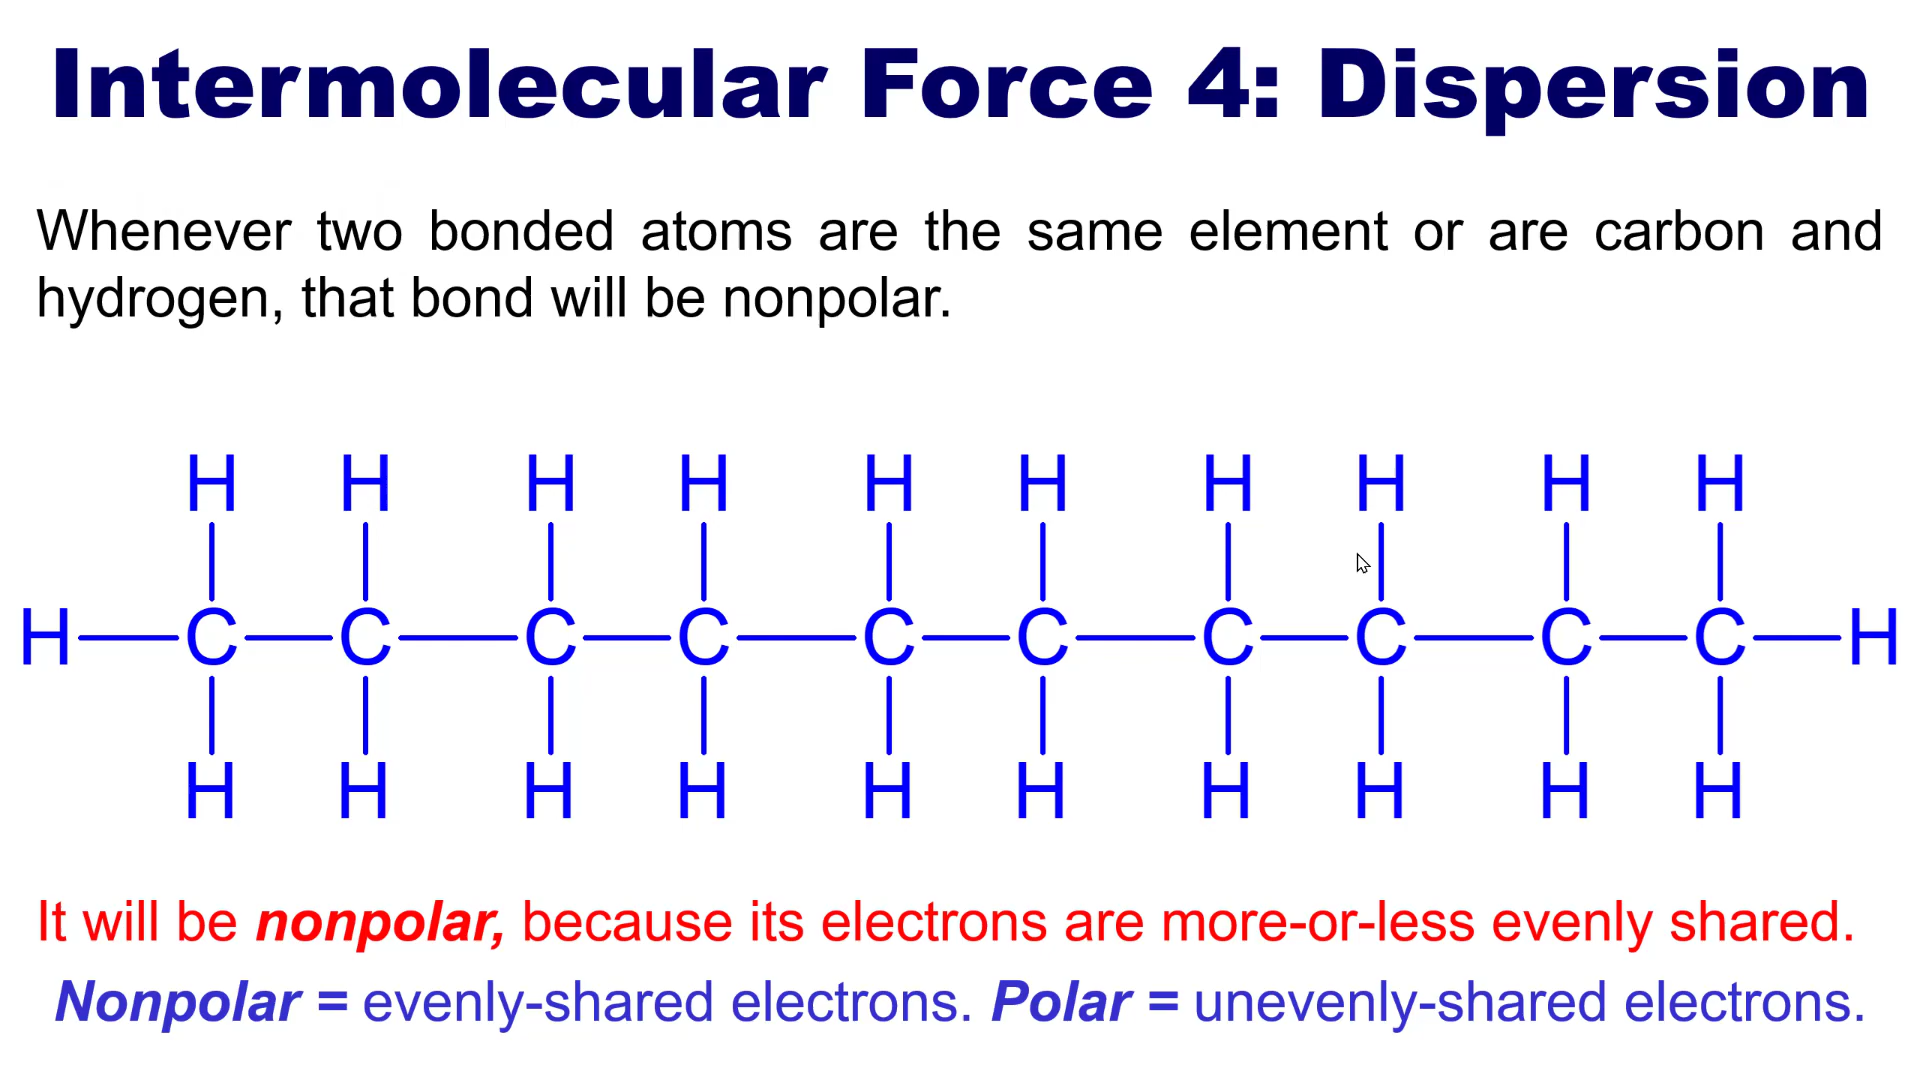 Intermolecular Force 4: Dispersion
Whenever two bonded atoms are the same element or are carbon and
hydrogen, that bond will be nonpolar.
H H H H H H H H H H
H C C C C C C C C C C H
H H H H H H H H H H
It will be nonpolar, because its electrons are more-or-less evenly shared.
Nonpolar = evenly-shared electrons. Polar = unevenly-shared electrons.